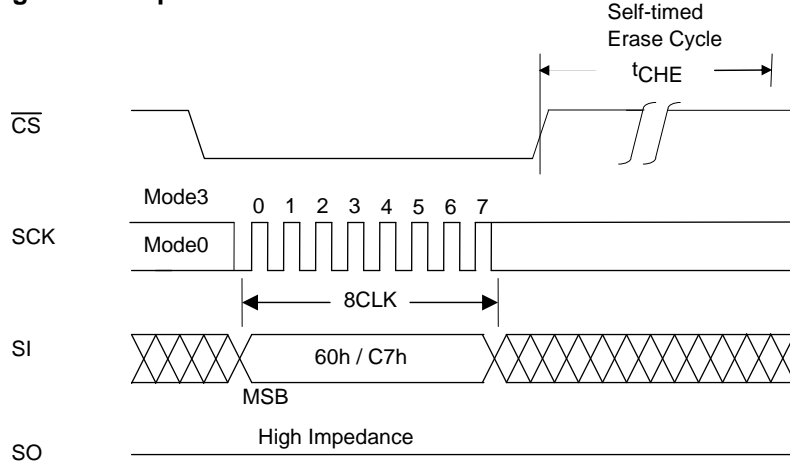 Self-timed
Erase Cycle
tCHE
CS
Mode3
0 1 2 3 4 5 6 7
SCK
Mode0
8CLK
SI
60h / C7h
MSB
High Impedance
SO